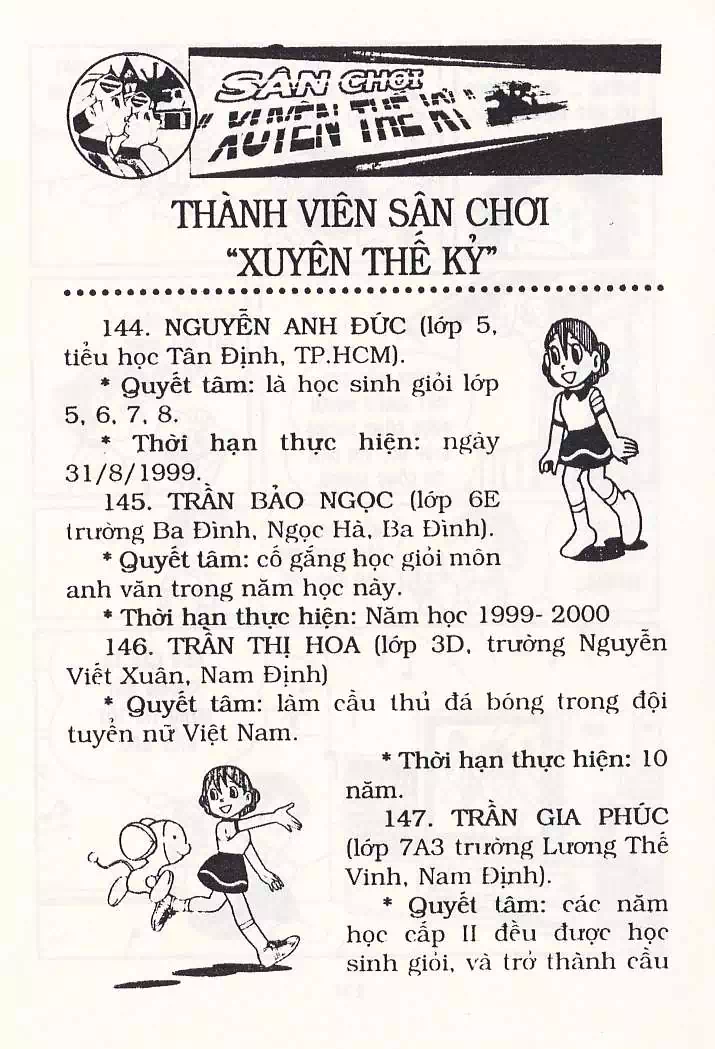 SÂN CHƠI
"XUYÊN THẾ KỶ"
THÀNH VIÊN SÂN CHƠI
"XUYÊN THẾ KỶ"
144. NGUYỄN ANH ĐỨC (lớp 5,
tiểu học Tân Định, TP.HCM).
* Quyết tâm: là học sinh giỏi lớp
5, 6, 7, 8.
* Thời hạn thực hiện: ngày
31/8/1999.
145. TRẦN BẢO NGỌC (lớp 6E
trường Ba Đình, Ngọc Hà, Ba Đình).
* Quyết tâm: cố gắng học giỏi môn
anh văn trong năm học này.
* Thời hạn thực hiện: Năm học 1999- 2000
146. TRẦN THỊ HOA (lớp 3D, trường Nguyễn
Viết Xuân, Nam Định)
* Quyết tâm: làm cầu thủ đá bóng trong đội
tuyển nữ Việt Nam.
* Thời hạn thực hiện: 10
năm.
147. TRẦN GIA PHÚC
(lớp 7A3 trường Lương Thế
Vinh, Nam Định).
* Quyết tâm: các năm
học cấp II đều được học
sinh giỏi, và trở thành cầu